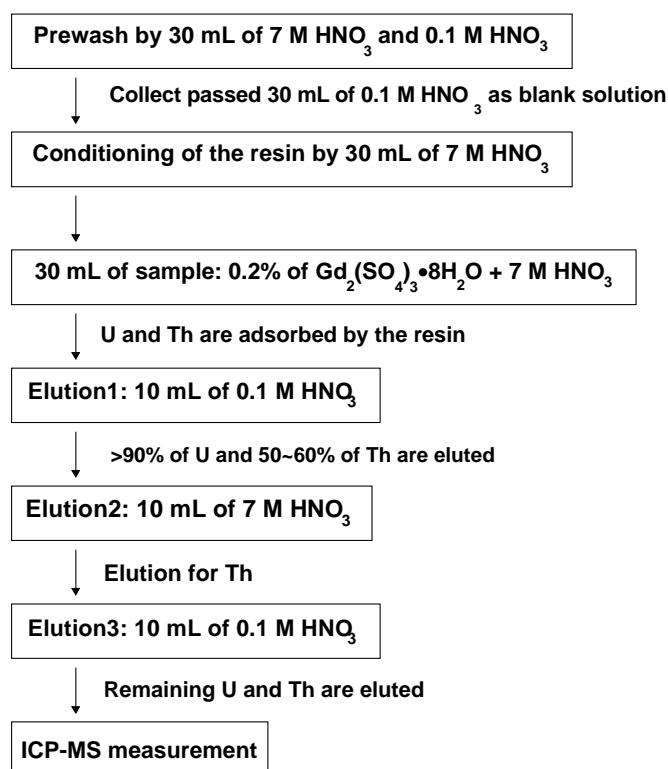 Prewash by 30 mL of 7 M HNO₃ and 0.1 M HNO₃
Collect passed 30 mL of 0.1 M HNO₃ as blank solution
Conditioning of the resin by 30 mL of 7 M HNO₃
30 mL of sample: 0.2% of Gd₂(SO₄)₃•8H₂O + 7 M HNO₃
U and Th are adsorbed by the resin
Elution1: 10 mL of 0.1 M HNO₃
>90% of U and 50~60% of Th are eluted
Elution2: 10 mL of 7 M HNO₃
Elution for Th
Elution3: 10 mL of 0.1 M HNO₃
Remaining U and Th are eluted
ICP-MS measurement